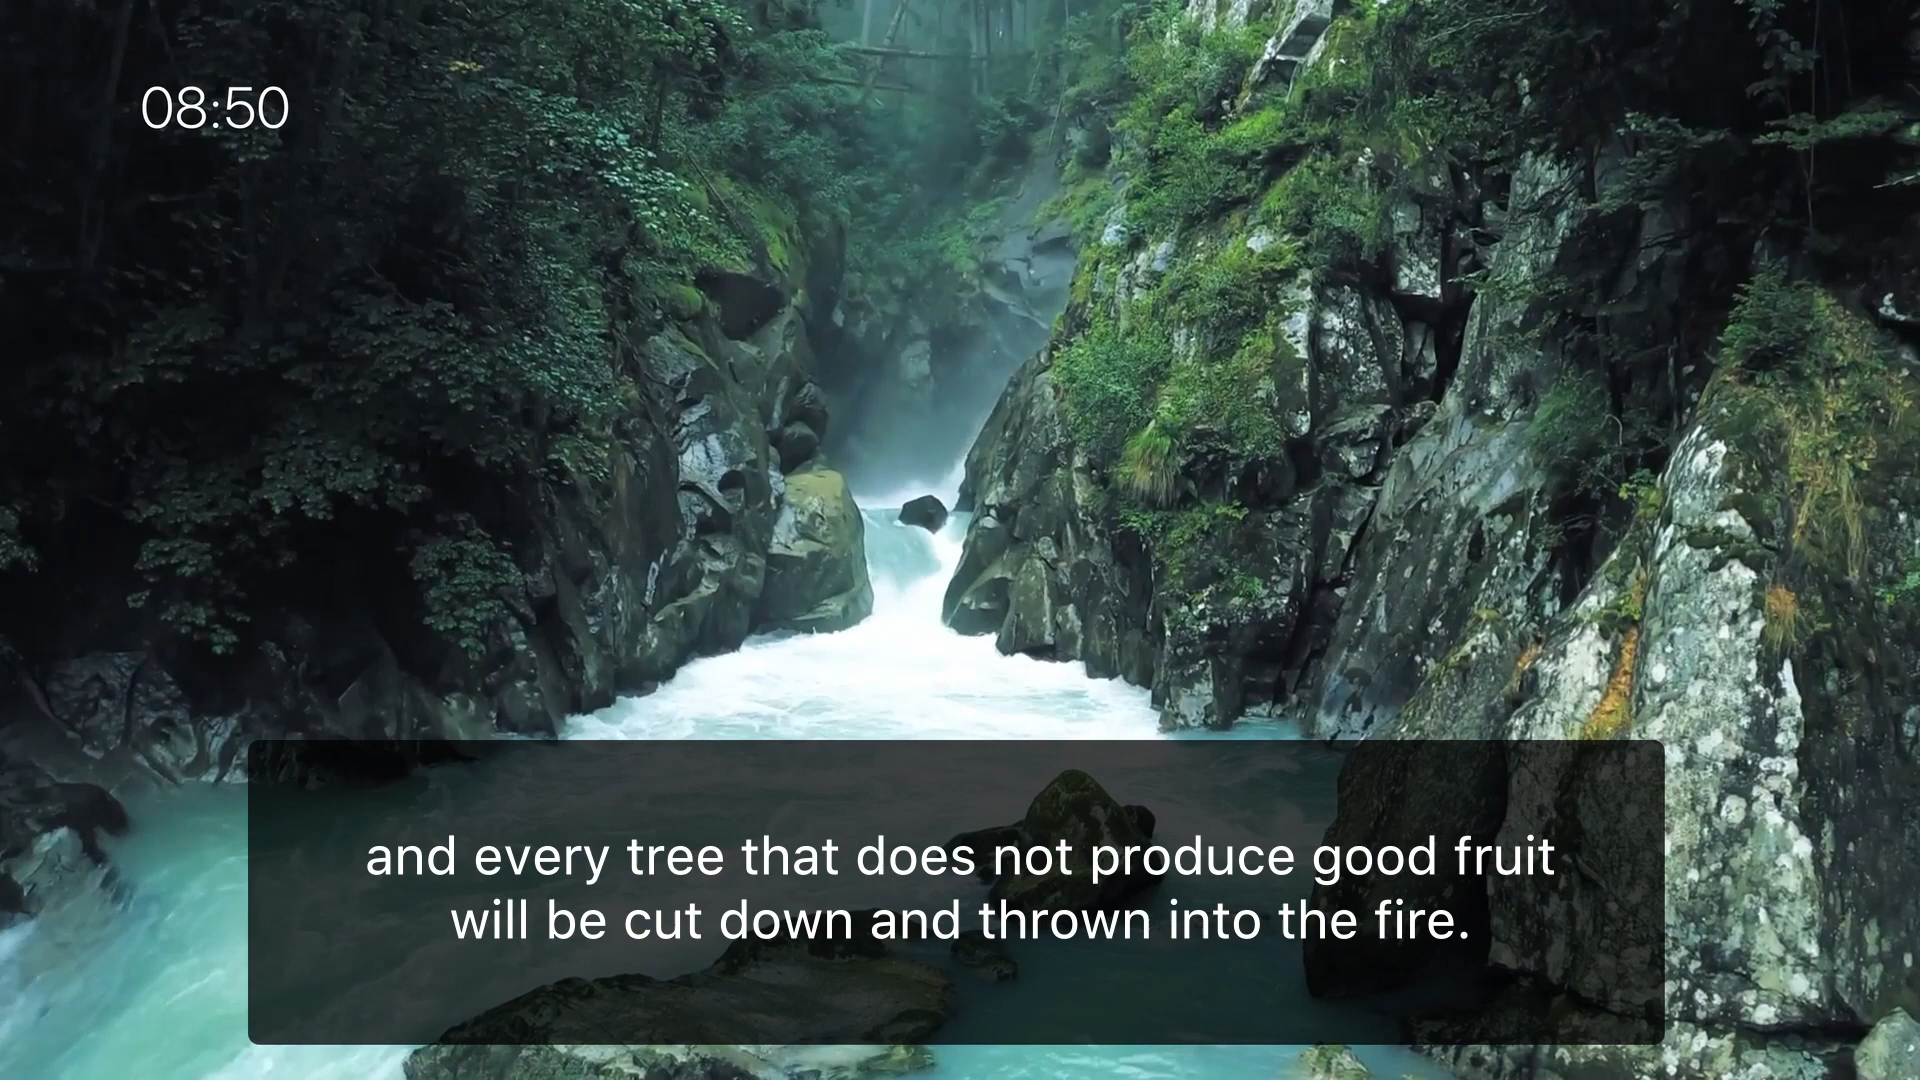 08:50
and every tree that does not produce good fruit
will be cut down and thrown into the fire.